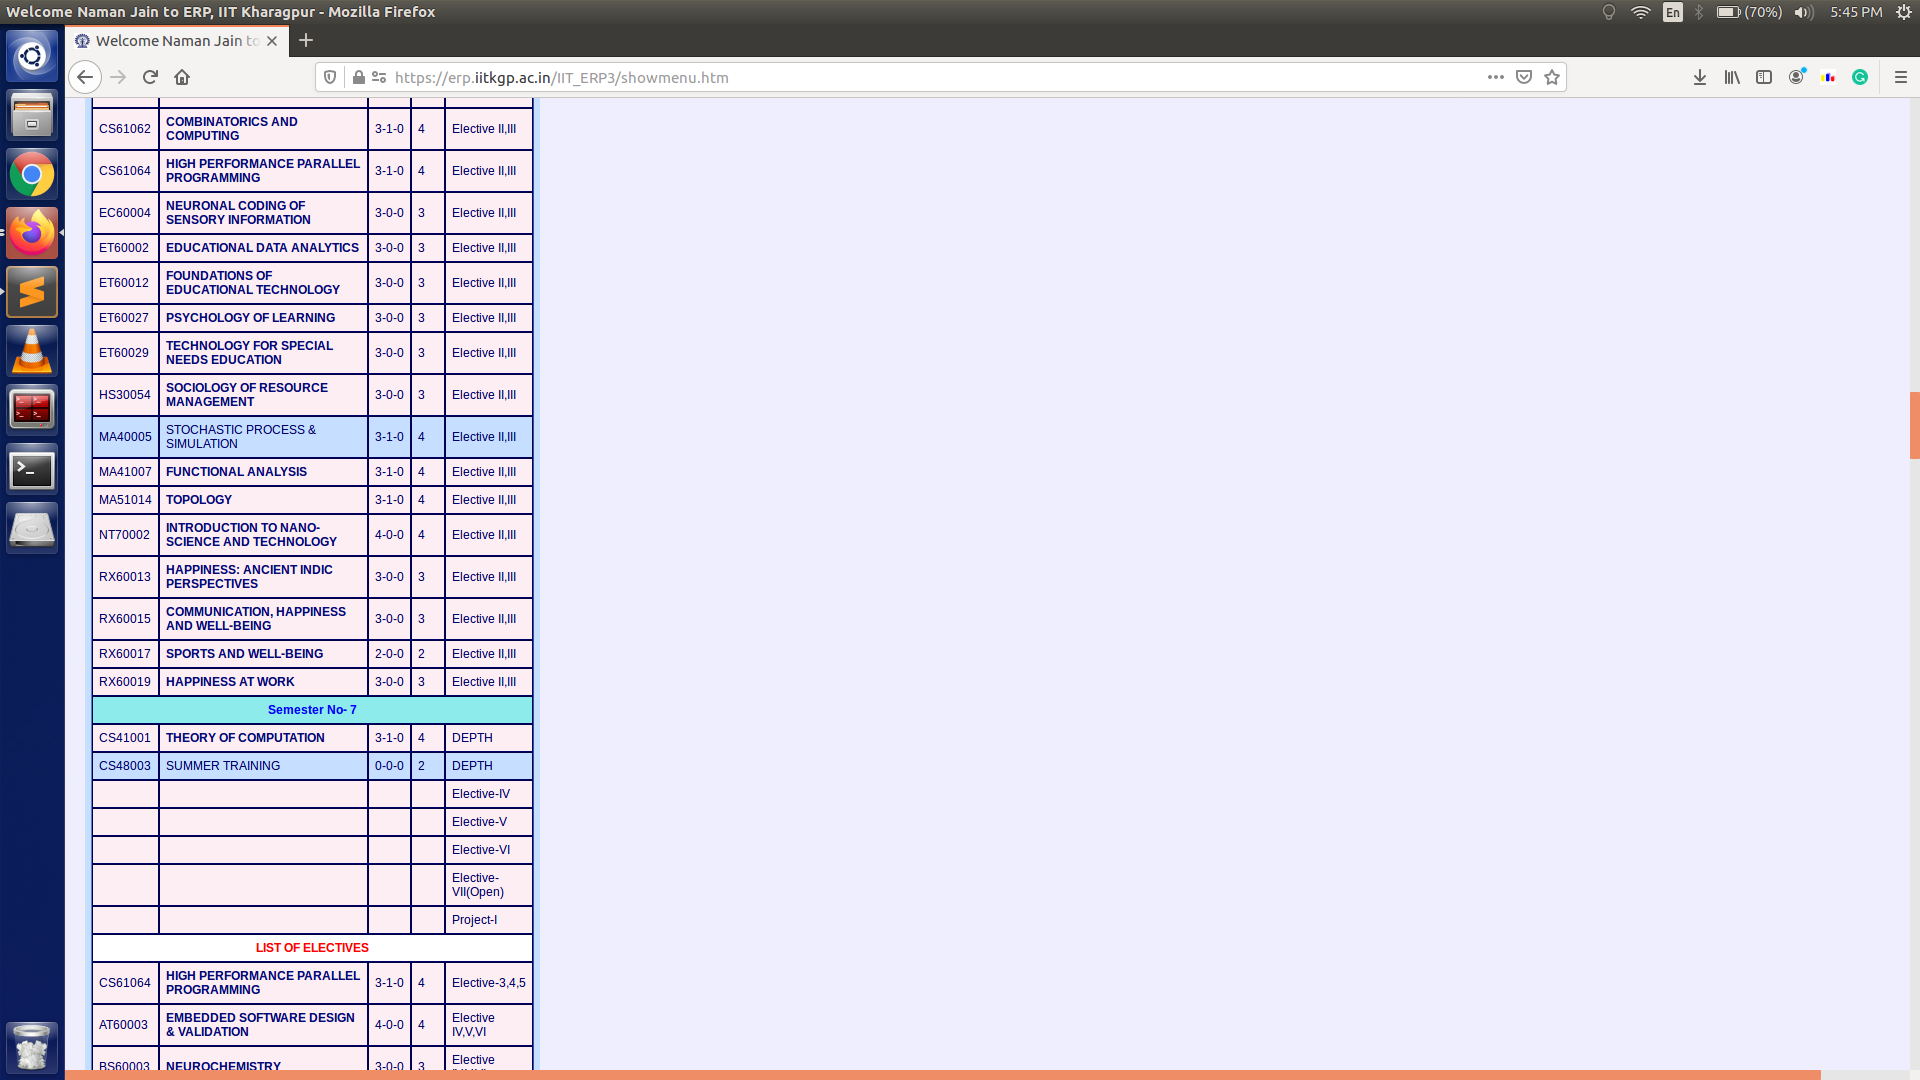 Welcome Naman Jain to ERP, IIT Kharagpur - Mozilla Firefox
En
(70%)
5:45 PM
Welcome Naman Jain to
https://erp.iitkgp.ac.in/IIT_ERP3/showmenu.htm
CS61062 COMBINATORICS AND COMPUTING 3-1-0 4 Elective II,III
CS61064 HIGH PERFORMANCE PARALLEL PROGRAMMING 3-1-0 4 Elective II,III
EC60004 NEURONAL CODING OF SENSORY INFORMATION 3-0-0 3 Elective II,III
ET60002 EDUCATIONAL DATA ANALYTICS 3-0-0 3 Elective II,III
ET60012 FOUNDATIONS OF EDUCATIONAL TECHNOLOGY 3-0-0 3 Elective II,III
ET60027 PSYCHOLOGY OF LEARNING 3-0-0 3 Elective II,III
ET60029 TECHNOLOGY FOR SPECIAL NEEDS EDUCATION 3-0-0 3 Elective II,III
HS30054 SOCIOLOGY OF RESOURCE MANAGEMENT 3-0-0 3 Elective II,III
MA40005 STOCHASTIC PROCESS & SIMULATION 3-1-0 4 Elective II,III
MA41007 FUNCTIONAL ANALYSIS 3-1-0 4 Elective II,III
MA51014 TOPOLOGY 3-1-0 4 Elective II,III
NT70002 INTRODUCTION TO NANO-SCIENCE AND TECHNOLOGY 4-0-0 4 Elective II,III
RX60013 HAPPINESS: ANCIENT INDIC PERSPECTIVES 3-0-0 3 Elective II,III
RX60015 COMMUNICATION, HAPPINESS AND WELL-BEING 3-0-0 3 Elective II,III
RX60017 SPORTS AND WELL-BEING 2-0-0 2 Elective II,III
RX60019 HAPPINESS AT WORK 3-0-0 3 Elective II,III
Semester No- 7
CS41001 THEORY OF COMPUTATION 3-1-0 4 DEPTH
CS48003 SUMMER TRAINING 0-0-0 2 DEPTH
Elective-IV
Elective-V
Elective-VI
Elective-VII(Open)
Project-I
LIST OF ELECTIVES
CS61064 HIGH PERFORMANCE PARALLEL PROGRAMMING 3-1-0 4 Elective-3,4,5
AT60003 EMBEDDED SOFTWARE DESIGN & VALIDATION 4-0-0 4 Elective IV,V,VI
BS60003 NEUROCHEMISTRY 3-0-0 3 Elective